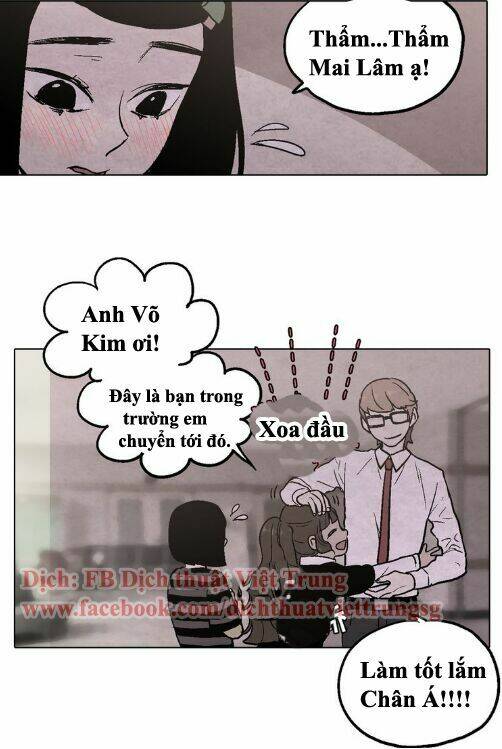 Thẩm...Thẩm
Mai Lâm ạ!
Anh Võ
Kim ơi!
Đây là bạn trong
trường em
chuyển tới đó.
Xoa đầu
Dịch: FB Dịch thuật Việt Trung
www.facebook.com/dichthuatviettrungsg
Làm tốt lắm
Chân Á!!!!